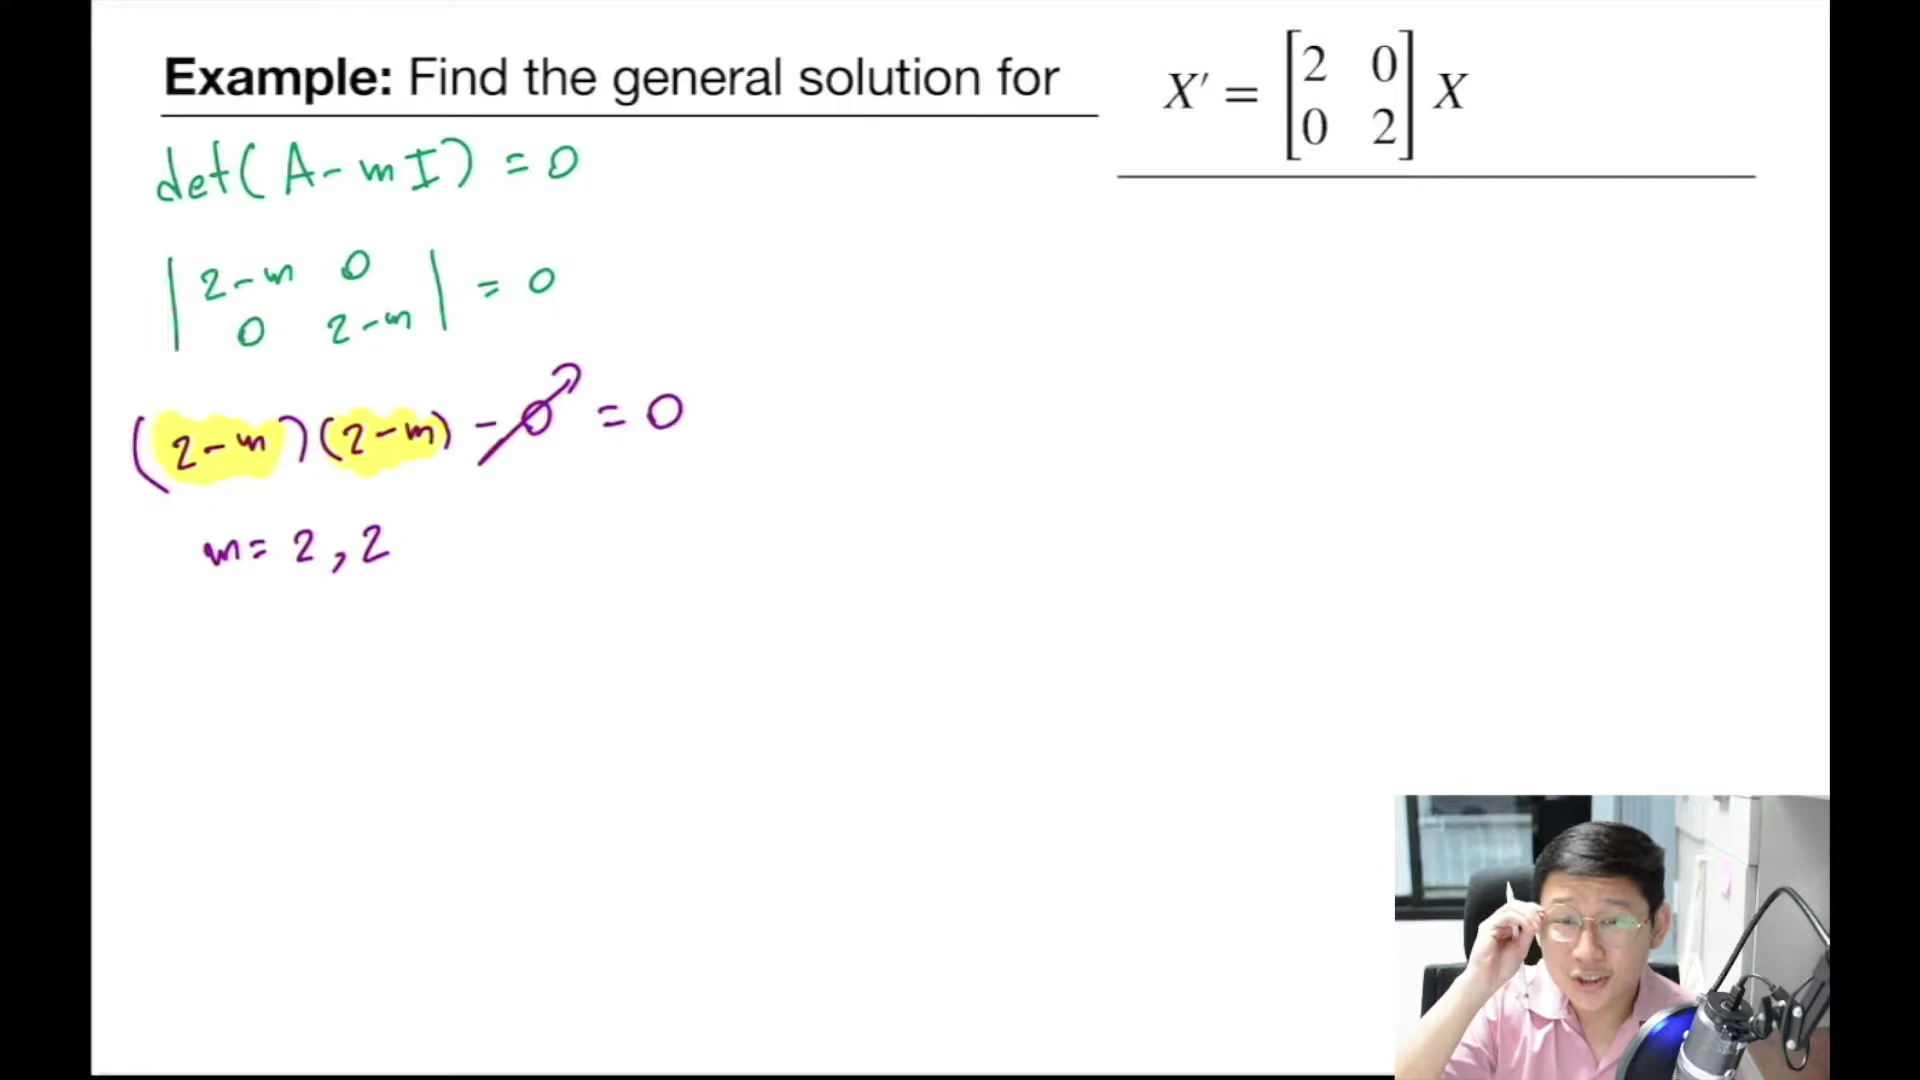 Example: Find the general solution for
X′ = [2 0
0 2] X
det(A-mI) = 0
|2-m 0
0 2-m| = 0
(2-m)(2-m) - 0 = 0
m = 2, 2